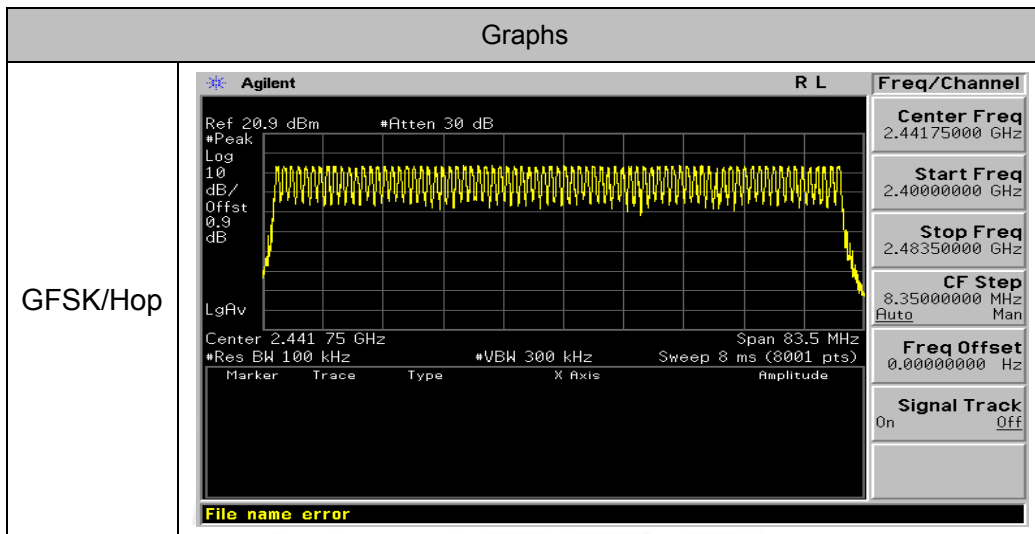 Graphs
GFSK/Hop
Agilent
R L
Ref 20.9 dBm #Atten 30 dB
#Peak
Log
10
dB/
Offst
0.9
dB
LgAv
Center 2.441 75 GHz Span 83.5 MHz
#Res BW 100 kHz #VBW 300 kHz Sweep 8 ms (8001 pts)
Marker Trace Type X Axis Amplitude
File name error
Freq/Channel
Center Freq
2.44175000 GHz
Start Freq
2.40000000 GHz
Stop Freq
2.48350000 GHz
CF Step
8.35000000 MHz
Auto Man
Freq Offset
0.00000000 Hz
Signal Track
On Off